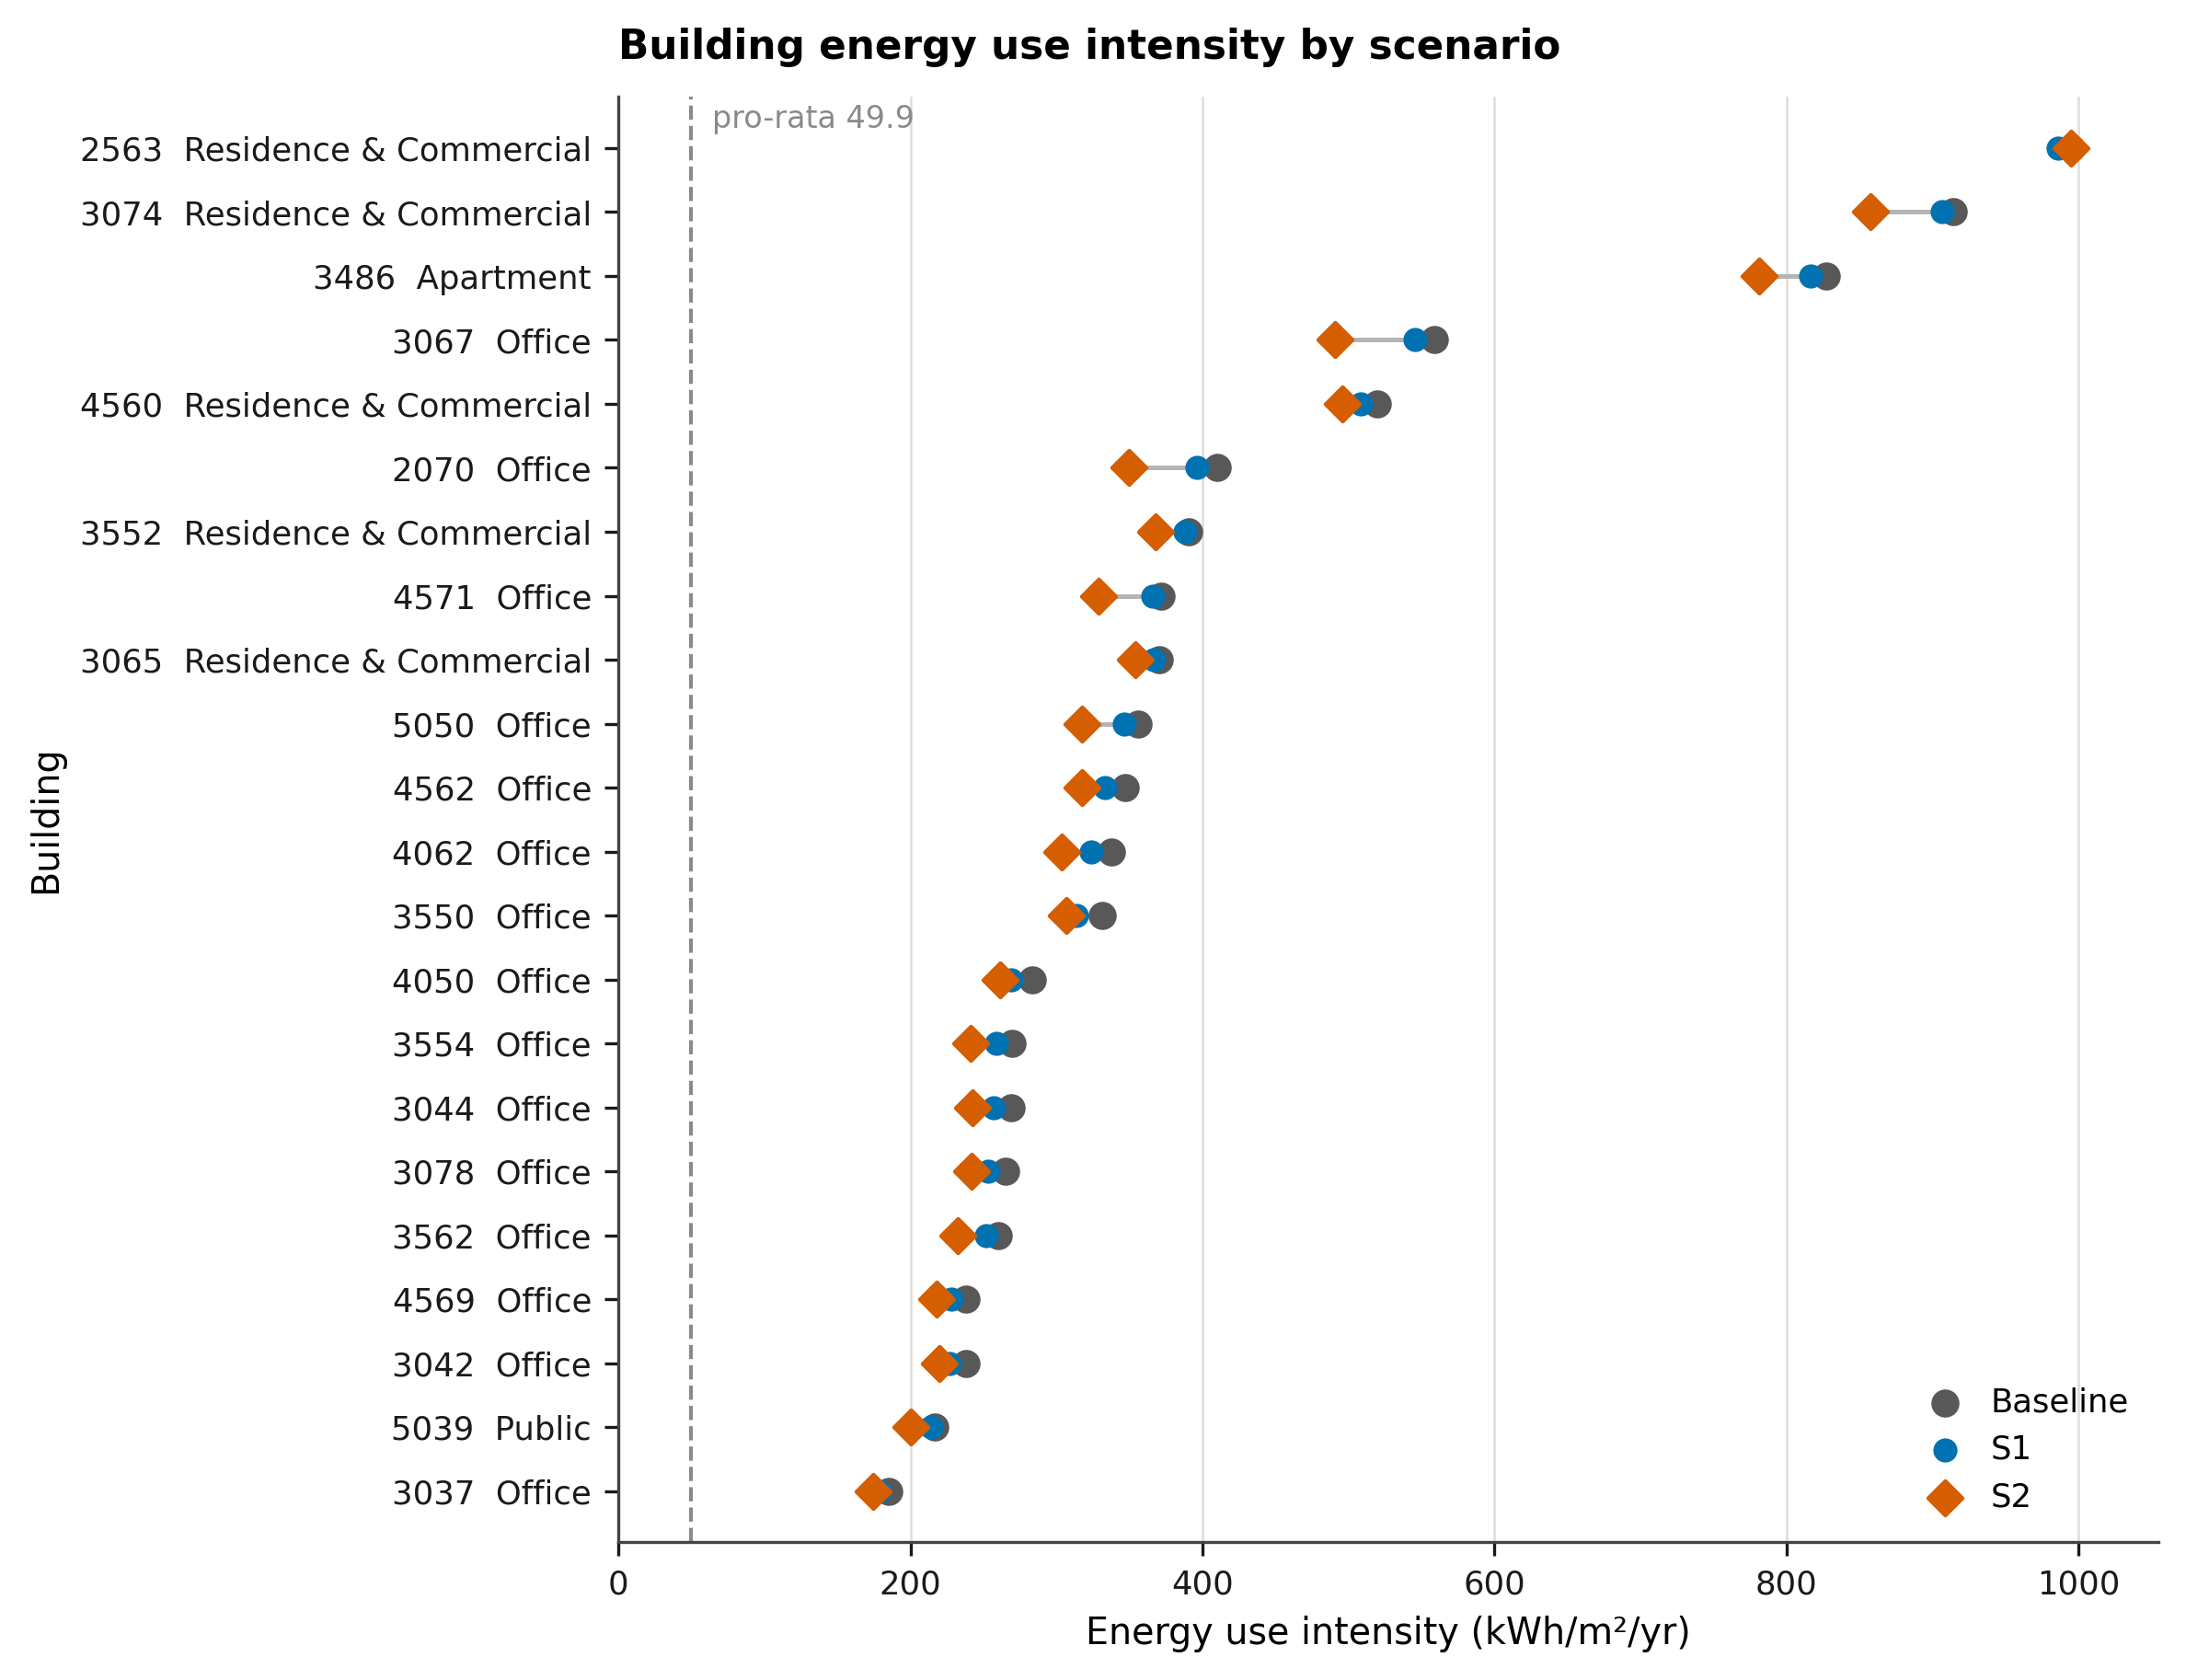 Building energy use intensity by scenario
pro-rata 49.9
2563 Residence & Commercial
3074 Residence & Commercial
3486 Apartment
3067 Office
4560 Residence & Commercial
2070 Office
3552 Residence & Commercial
4571 Office
3065 Residence & Commercial
5050 Office
4562 Office
4062 Office
3550 Office
4050 Office
3554 Office
3044 Office
3078 Office
3562 Office
4569 Office
3042 Office
5039 Public
3037 Office
Building
Baseline
S1
S2
0 200 400 600 800 1000
Energy use intensity (kWh/m²/yr)